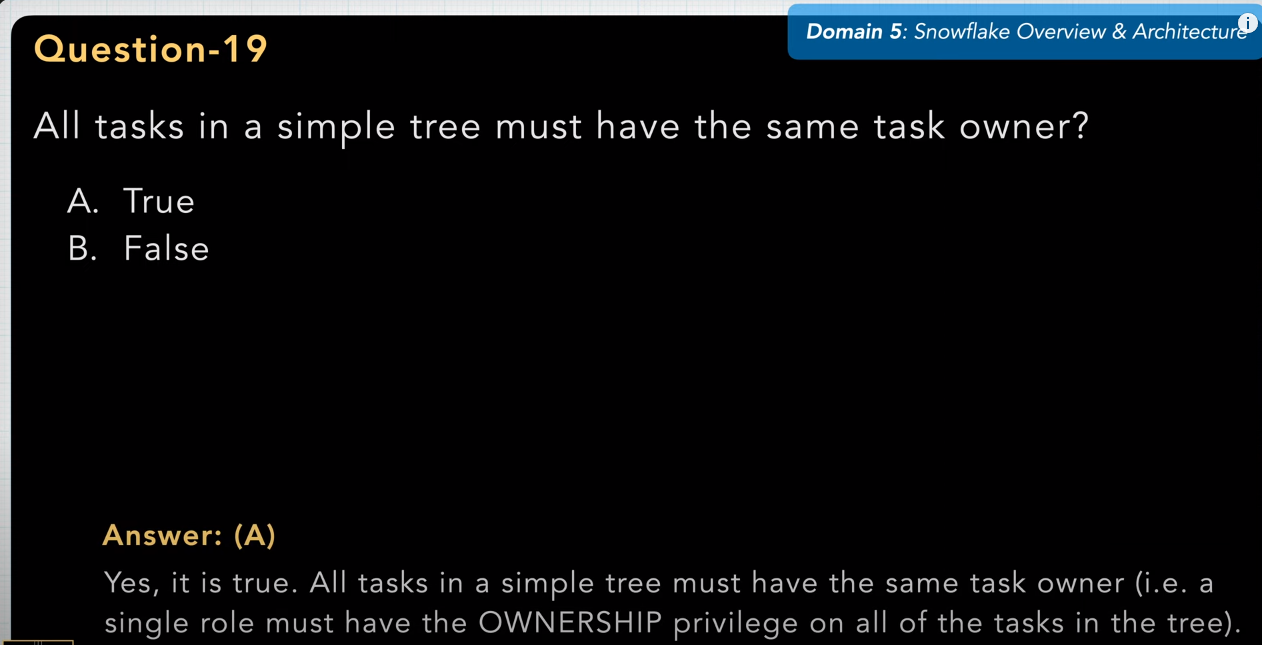 Domain 5: Snowflake Overview & Architecture
i
Question-19
All tasks in a simple tree must have the same task owner?
A. True
B. False
Answer: (A)
Yes, it is true. All tasks in a simple tree must have the same task owner (i.e. a
single role must have the OWNERSHIP privilege on all of the tasks in the tree).